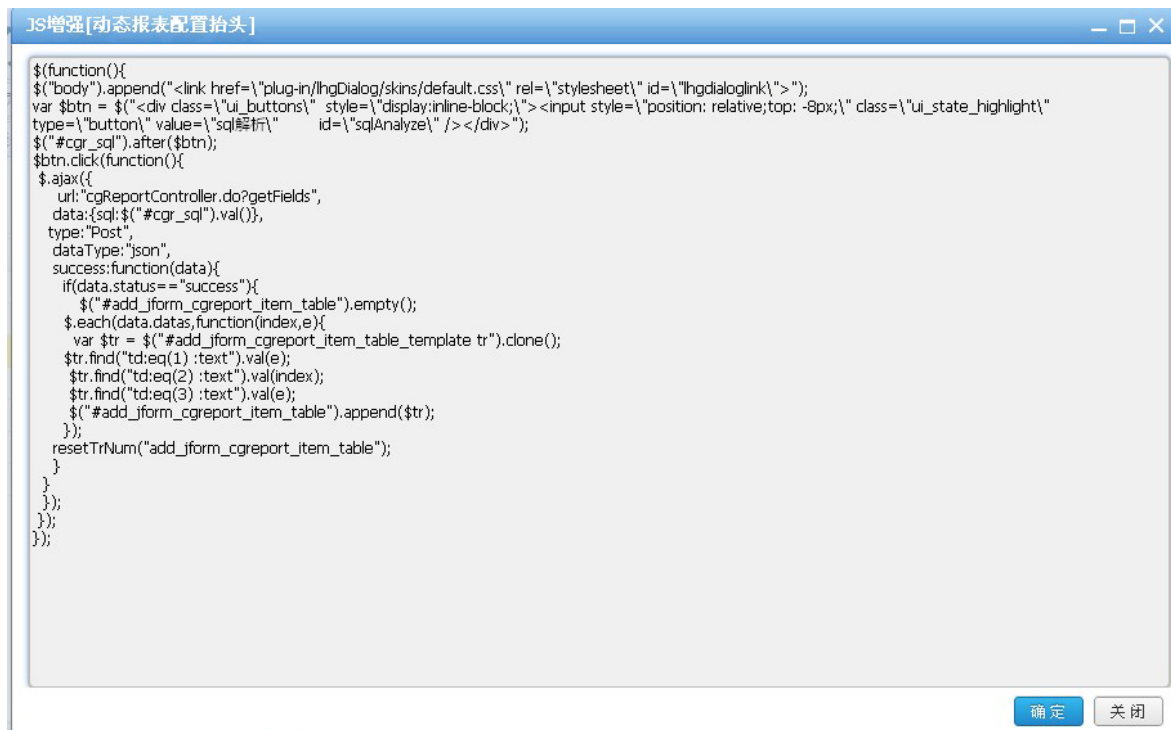 JS增强[动态报表配置抬头]
$(function(){
$("body").append("<link href=\"plug-in/lhgDialog/skins/default.css\" rel=\"stylesheet\" id=\"lhgdialoglink\">");
var $btn = $("<div class=\"ui_buttons\"  style=\"display:inline-block;\"><input style=\"position: relative;top: -8px;\" class=\"ui_state_highlight\"
type=\"button\" value=\"sql解析\"       id=\"sqlAnalyze\" /></div>");
$("#cgr_sql").after($btn);
$btn.click(function(){
 $.ajax({
    url:"cgReportController.do?getFields",
   data:{sql:$("#cgr_sql").val()},
  type:"Post",
   dataType:"json",
   success:function(data){
     if(data.status=="success"){
        $("#add_jform_cgreport_item_table").empty();
     $.each(data.datas,function(index,e){
       var $tr = $("#add_jform_cgreport_item_table_template tr").clone();
     $tr.find("td:eq(1) :text").val(e);
      $tr.find("td:eq(2) :text").val(index);
      $tr.find("td:eq(3) :text").val(e);
      $("#add_jform_cgreport_item_table").append($tr);
     });
   resetTrNum("add_jform_cgreport_item_table");
   }
 }
 });
});
});
确定 关闭